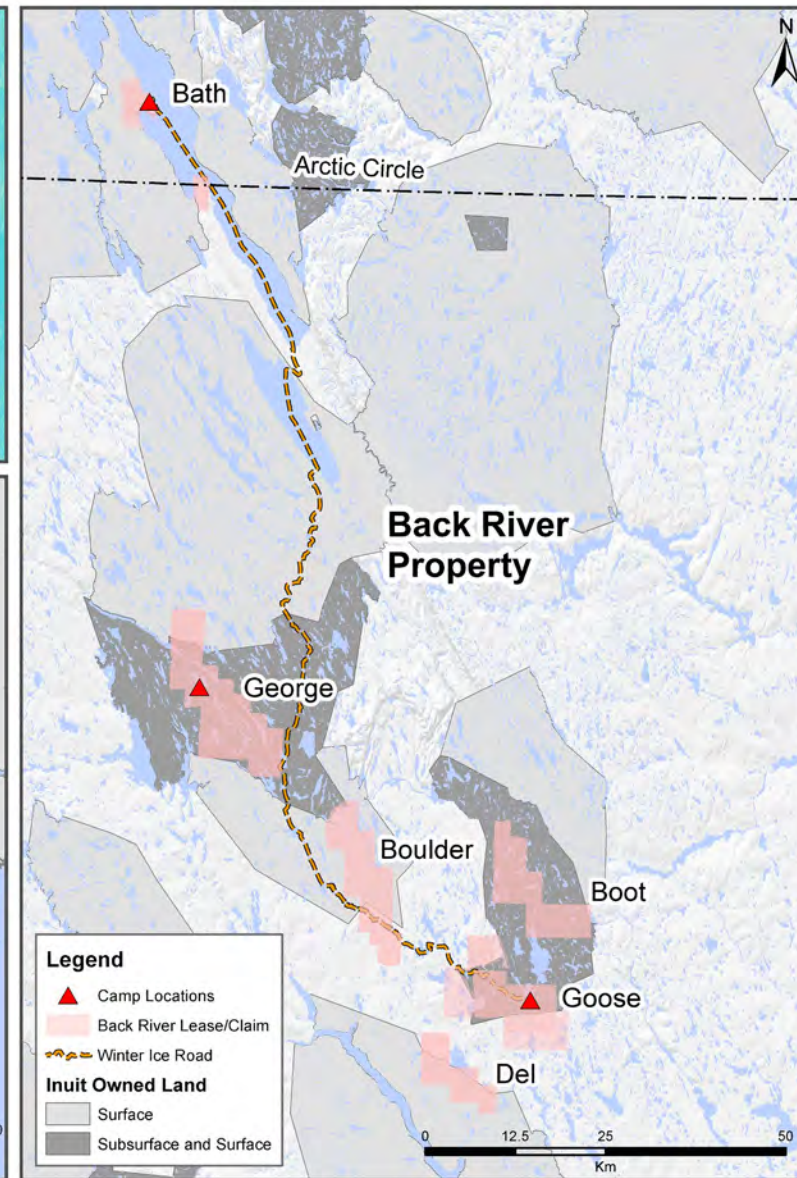 N
Bath
Arctic Circle
Back River
Property
George
Boulder
Boot
Goose
Del
Legend
Camp Locations
Back River Lease/Claim
Winter Ice Road
Inuit Owned Land
Surface
Subsurface and Surface
0 12.5 25 50
Km